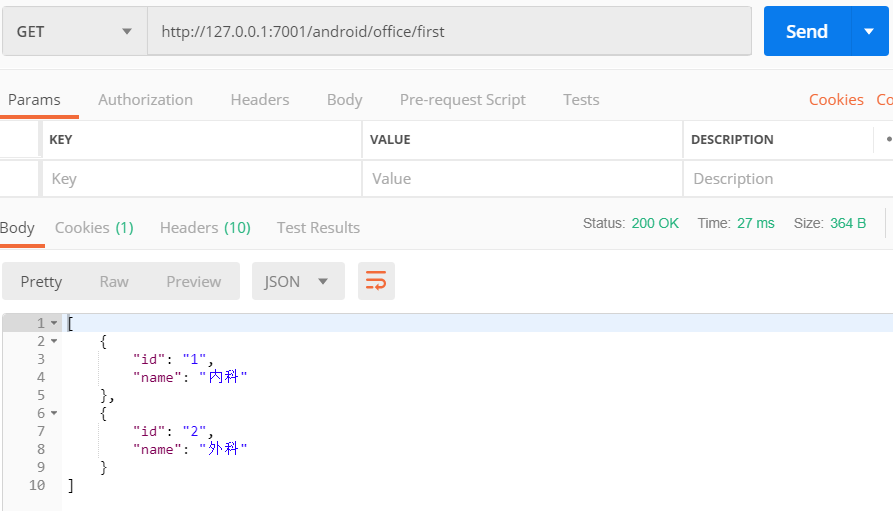 GET http://127.0.0.1:7001/android/office/first Send
Params Authorization Headers Body Pre-request Script Tests Cookies Co
KEY VALUE DESCRIPTION
Key Value Description
Body Cookies (1) Headers (10) Test Results Status: 200 OK Time: 27 ms Size: 364 B
Pretty Raw Preview JSON
1 [
2 {
3 "id": "1",
4 "name": "内科"
5 },
6 {
7 "id": "2",
8 "name": "外科"
9 }
10 ]